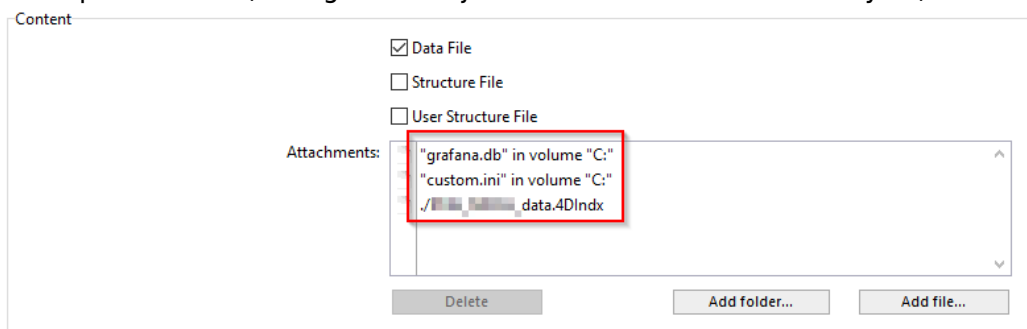 Content
Data File
Structure File
User Structure File
Attachments:
"grafana.db" in volume "C:"
"custom.ini" in volume "C:"
./ _data.4DIndx
Delete
Add folder...
Add file...